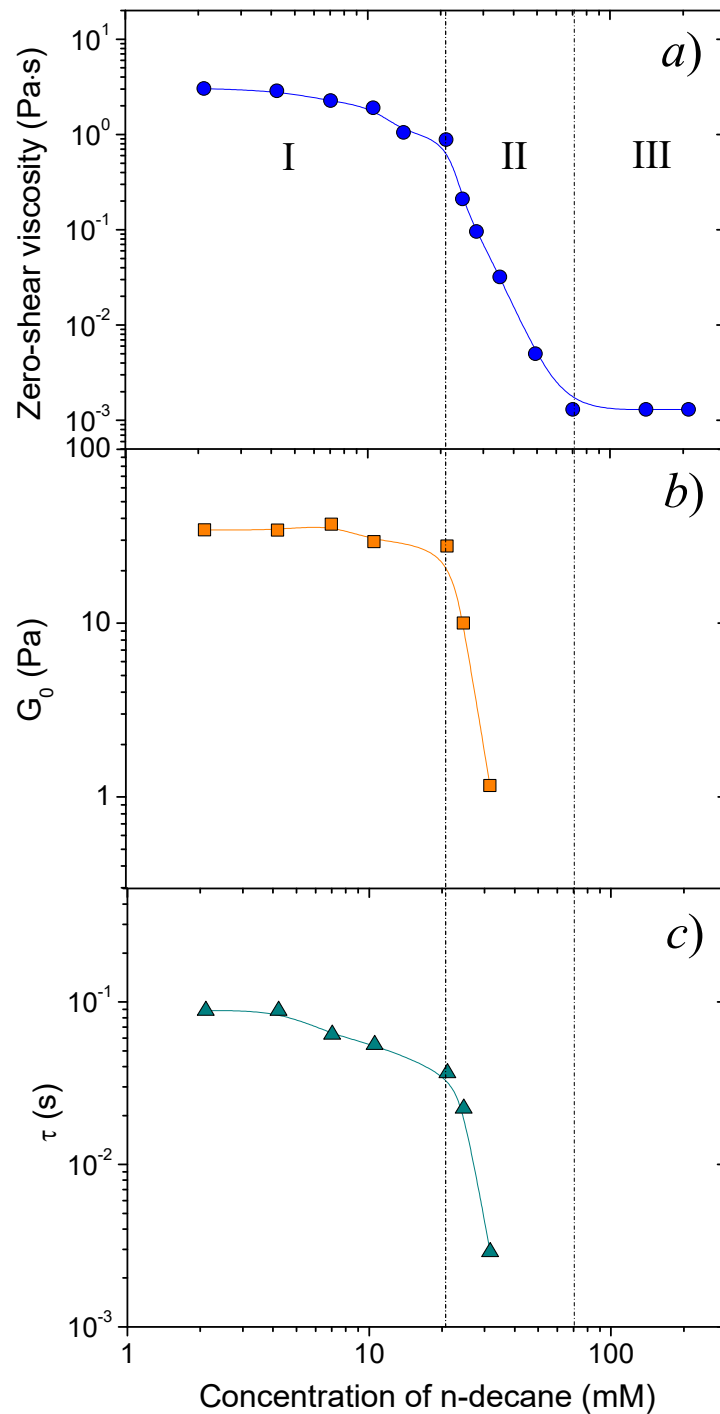 a)
10¹
10⁰
10⁻¹
10⁻²
10⁻³
Zero-shear viscosity (Pa·s)
I
II
III
b)
100
10
1
G₀ (Pa)
c)
10⁻¹
10⁻²
10⁻³
τ (s)
1
10
100
Concentration of n-decane (mM)